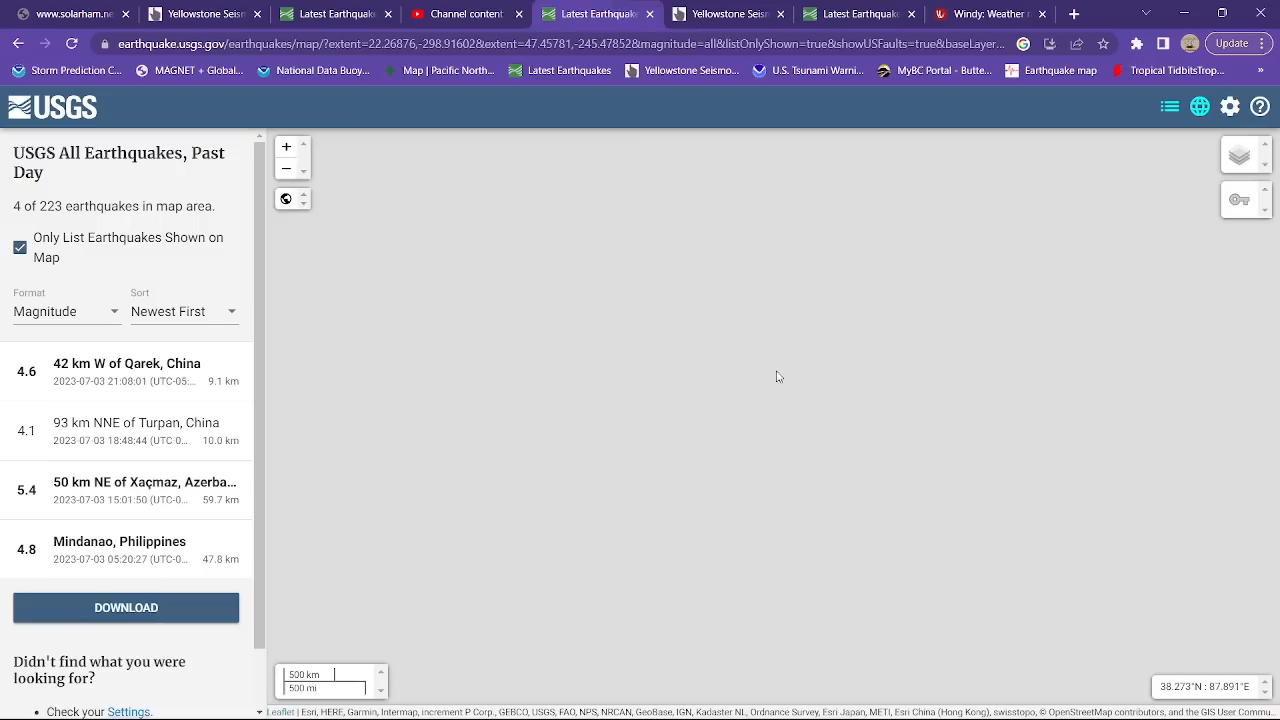 www.solarham.ne
Yellowstone Seism
Latest Earthquake
Channel content
Latest Earthquake
Yellowstone Seism
Latest Earthquake
Windy: Weather r
earthquake.usgs.gov/earthquakes/map/?extent=22.26876,-298.91602&extent=47.45781,-245.47852&magnitude=all&listOnlyShown=true&showUSFaults=true&baseLayer...
Update
Storm Prediction C...
MAGNET + Global...
National Data Buoy...
Map | Pacific North...
Latest Earthquakes
Yellowstone Seismo...
U.S. Tsunami Warni...
MyBC Portal - Butte...
Earthquake map
Tropical TidbitsTrop...
»
USGS
USGS All Earthquakes, Past
Day
4 of 223 earthquakes in map area.
Only List Earthquakes Shown on
Map
Format
Sort
Magnitude
Newest First
4.6
42 km W of Qarek, China
2023-07-03 21:08:01 (UTC-05:...
9.1 km
4.1
93 km NNE of Turpan, China
2023-07-03 18:48:44 (UTC-0...
10.0 km
5.4
50 km NE of Xaçmaz, Azerba...
2023-07-03 15:01:50 (UTC-0...
59.7 km
4.8
Mindanao, Philippines
2023-07-03 05:20:27 (UTC-0...
47.8 km
DOWNLOAD
Didn't find what you were
looking for?
• Check your Settings.
+
−
500 km
500 mi
38.273°N : 87.891°E
Leaflet | Esri, HERE, Garmin, Intermap, increment P Corp., GEBCO, USGS, FAO, NPS, NRCAN, GeoBase, IGN, Kadaster NL, Ordnance Survey, Esri Japan, METI, Esri China (Hong Kong), swisstopo, © OpenStreetMap contributors, and the GIS User Commu...